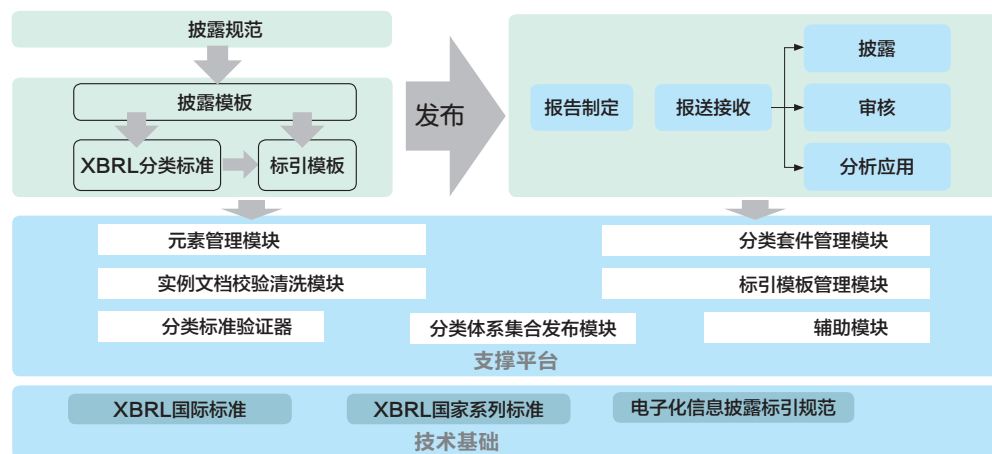 披露规范
披露模板
XBRL分类标准
标引模板
发布
报告制定
报送接收
披露
审核
分析应用
元素管理模块
分类套件管理模块
实例文档校验清洗模块
标引模板管理模块
分类标准验证器
分类体系集合发布模块
辅助模块
支撑平台
XBRL国际标准
XBRL国家系列标准
电子化信息披露标引规范
技术基础